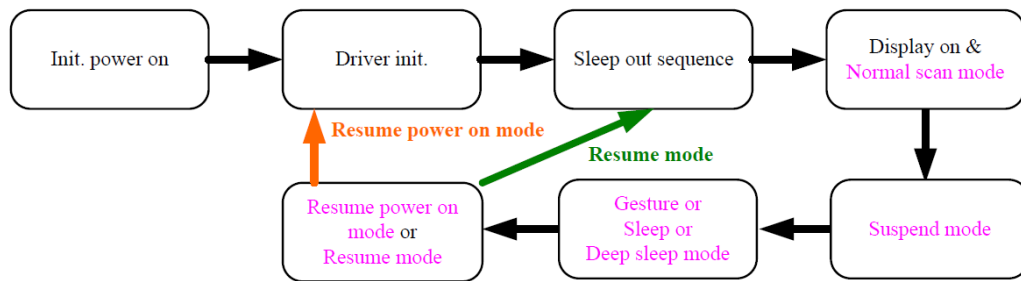 Init. power on
Driver init.
Sleep out sequence
Display on &
Normal scan mode
Resume power on mode
Resume mode
Resume power on
mode or
Resume mode
Gesture or
Sleep or
Deep sleep mode
Suspend mode